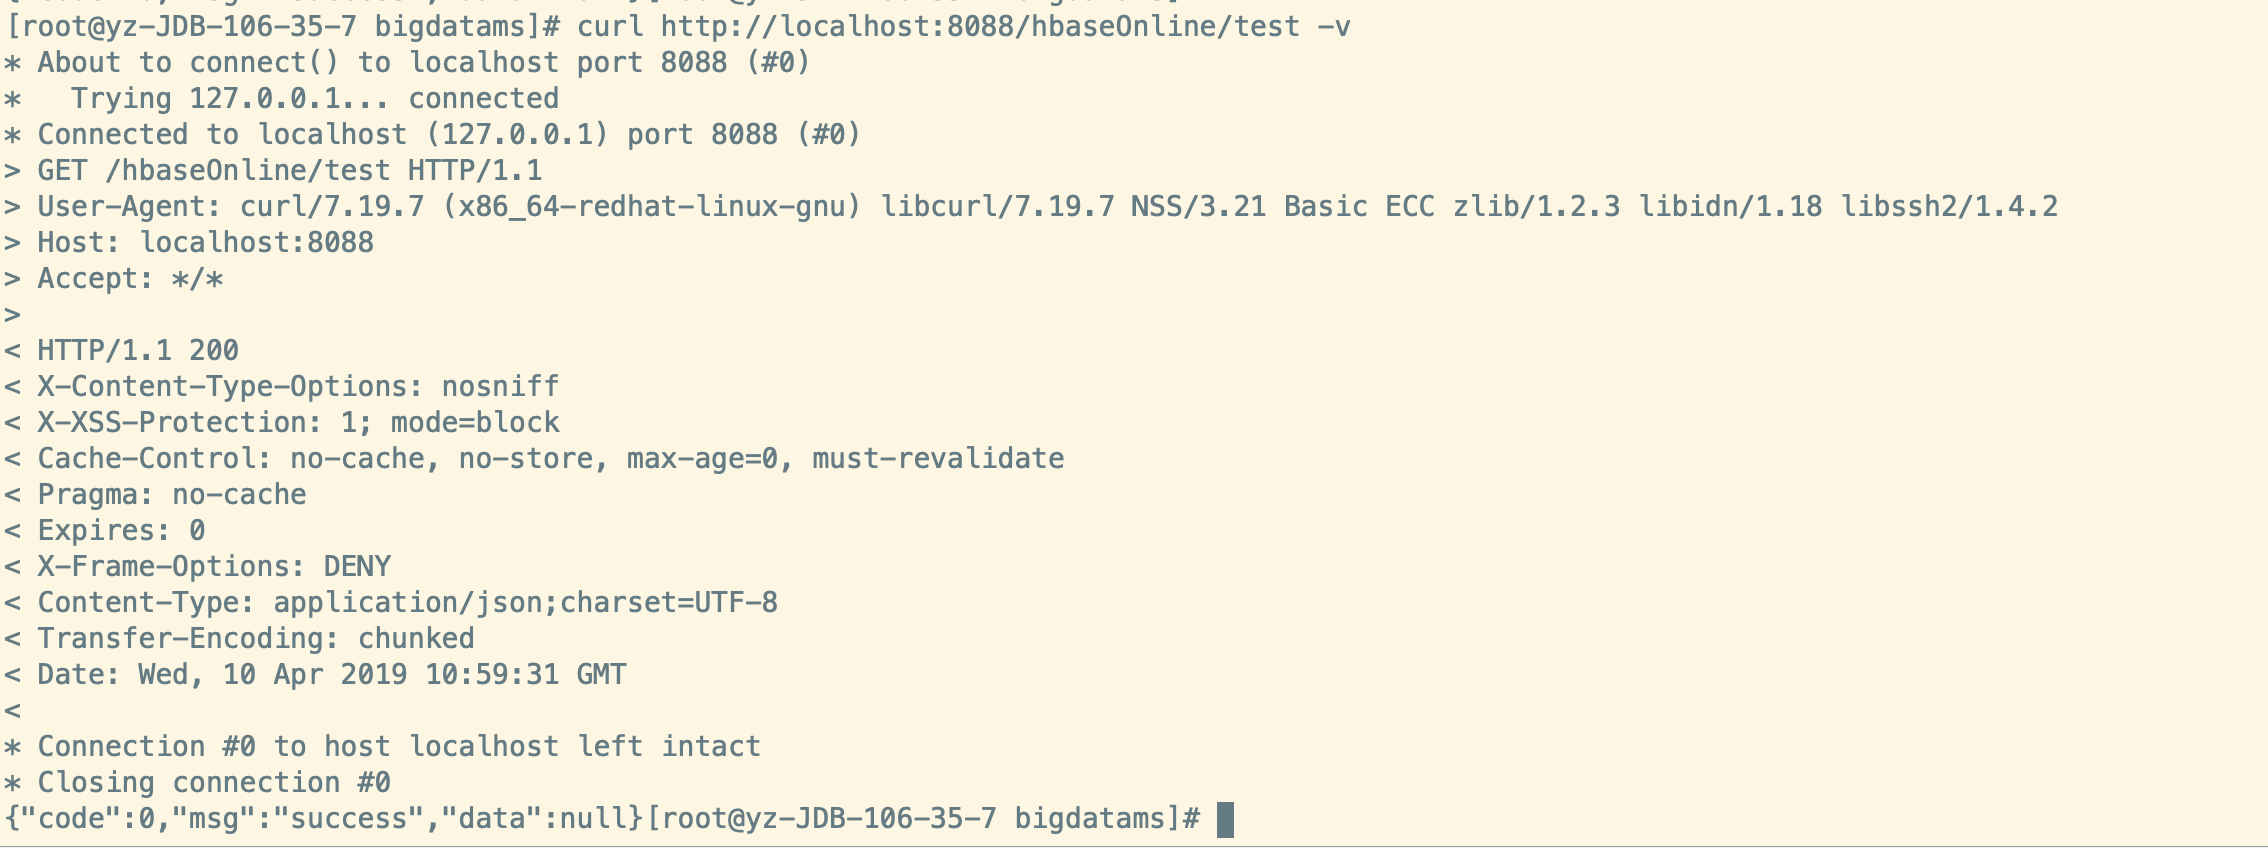 [root@yz-JDB-106-35-7 bigdatams]# curl http://localhost:8088/hbaseOnline/test -v
* About to connect() to localhost port 8088 (#0)
*   Trying 127.0.0.1... connected
* Connected to localhost (127.0.0.1) port 8088 (#0)
> GET /hbaseOnline/test HTTP/1.1
> User-Agent: curl/7.19.7 (x86_64-redhat-linux-gnu) libcurl/7.19.7 NSS/3.21 Basic ECC zlib/1.2.3 libidn/1.18 libssh2/1.4.2
> Host: localhost:8088
> Accept: */*
>
< HTTP/1.1 200
< X-Content-Type-Options: nosniff
< X-XSS-Protection: 1; mode=block
< Cache-Control: no-cache, no-store, max-age=0, must-revalidate
< Pragma: no-cache
< Expires: 0
< X-Frame-Options: DENY
< Content-Type: application/json;charset=UTF-8
< Transfer-Encoding: chunked
< Date: Wed, 10 Apr 2019 10:59:31 GMT
<
* Connection #0 to host localhost left intact
* Closing connection #0
{"code":0,"msg":"success","data":null}[root@yz-JDB-106-35-7 bigdatams]#